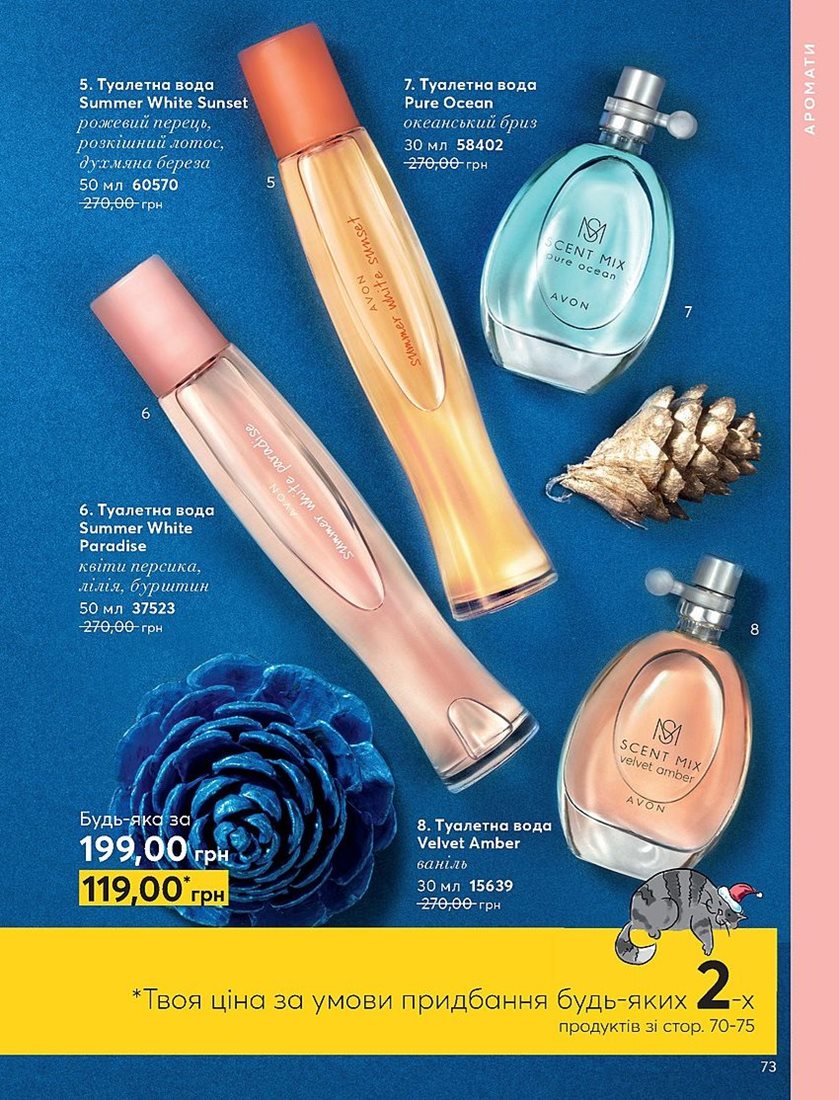 АРОМАТИ
5. Туалетна вода
Summer White Sunset
рожевий перець,
розкішний лотос,
духмяна береза
50 мл 60570
270,00 грн
5
7. Туалетна вода
Pure Ocean
океанський бриз
30 мл 58402
270,00 грн
AVON
summer white sunset
SM
SCENT MIX
pure ocean
AVON
7
6
AVON
summer white paradise
6. Туалетна вода
Summer White
Paradise
квіти персика,
лілія, бурштин
50 мл 37523
270,00 грн
8
SM
SCENT MIX
velvet amber
AVON
Будь-яка за
199,00 грн
119,00* грн
8. Туалетна вода
Velvet Amber
ваніль
30 мл 15639
270,00 грн
*Твоя ціна за умови придбання будь-яких 2-х
продуктів зі стор. 70-75
73